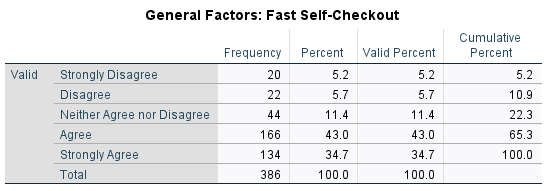 General Factors: Fast Self-Checkout
Frequency Percent Valid Percent Cumulative Percent
Valid Strongly Disagree 20 5.2 5.2 5.2
Disagree 22 5.7 5.7 10.9
Neither Agree nor Disagree 44 11.4 11.4 22.3
Agree 166 43.0 43.0 65.3
Strongly Agree 134 34.7 34.7 100.0
Total 386 100.0 100.0